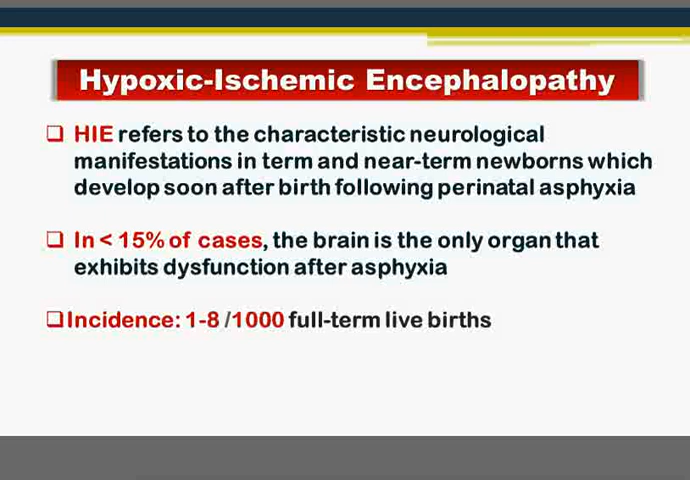 Hypoxic-Ischemic Encephalopathy
❑ HIE refers to the characteristic neurological
manifestations in term and near-term newborns which
develop soon after birth following perinatal asphyxia
❑ In < 15% of cases, the brain is the only organ that
exhibits dysfunction after asphyxia
❑Incidence: 1-8 /1000 full-term live births